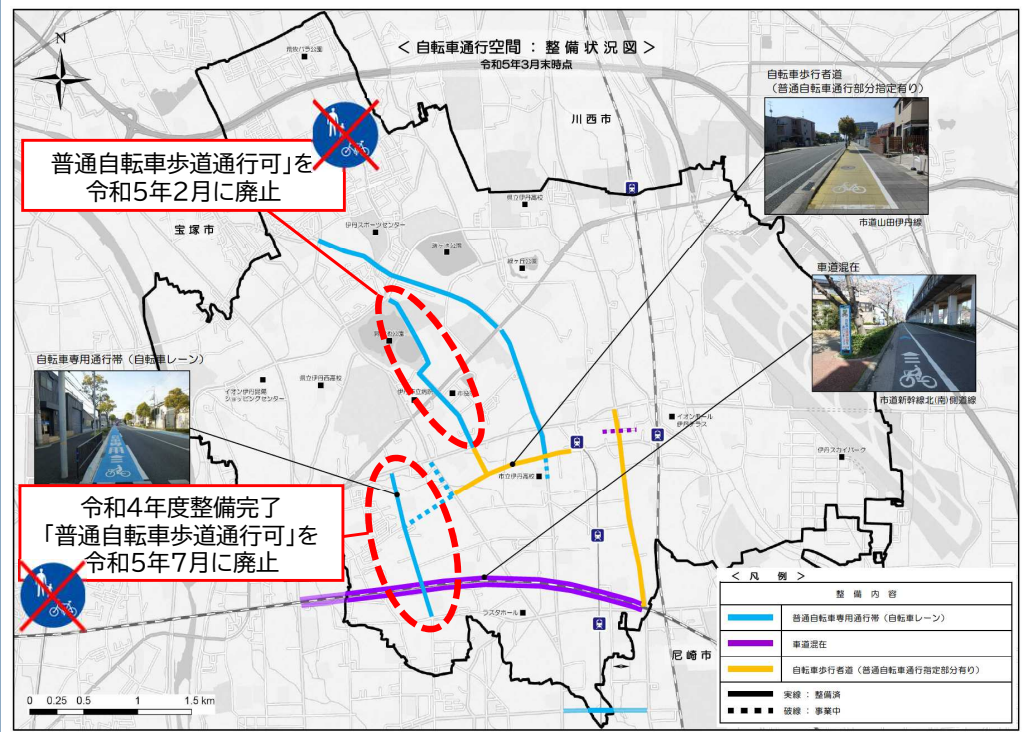 ＜自転車通行空間：整備状況図＞
令和5年3月末時点
N
川西市
自転車歩行者道
（普通自転車通行部分指定有り）
市道山田伊丹線
普通自転車歩道通行可」を
令和5年2月に廃止
県立伊丹高校
宝塚市
伊丹スポーツセンター
緑ヶ丘公園
車道混在
市道新幹線北(南)側道線
自転車専用通行帯（自転車レーン）
イオン伊丹昆陽
ショッピングセンター
県立伊丹西高校
イオンモール
伊丹テラス
伊丹スカイパーク
市立伊丹高校
令和4年度整備完了
「普通自転車歩道通行可」を
令和5年7月に廃止
ラスタホール
尼崎市
＜ 凡 例 ＞
整備内容
普通自転車専用通行帯（自転車レーン）
車道混在
自転車歩行者道（普通自転車通行指定部分有り）
実線：整備済
破線：事業中
0 0.25 0.5 1 1.5 km